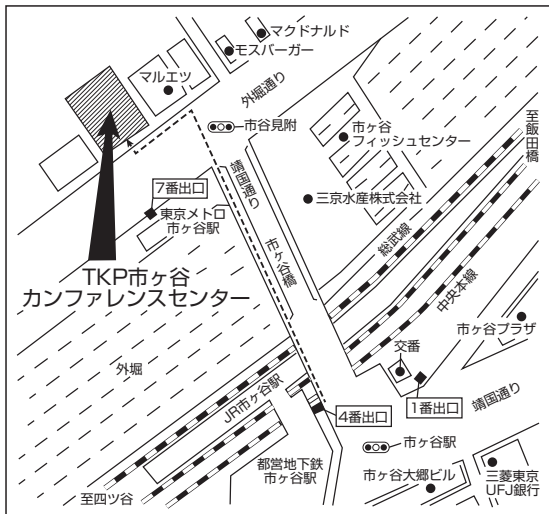 マクドナルド
モスバーガー
マルエツ
外堀通り
市谷見附
市ヶ谷
フィッシュセンター
至飯田橋
靖国通り
7番出口
東京メトロ
市ヶ谷駅
三京水産株式会社
市ヶ谷橋
総武線
中央本線
TKP市ヶ谷
カンファレンスセンター
市ヶ谷プラザ
交番
外堀
JR市ヶ谷駅
1番出口
靖国通り
4番出口
市ヶ谷駅
都営地下鉄
市ヶ谷駅
市ヶ谷大郷ビル
三菱東京
UFJ銀行
至四ツ谷